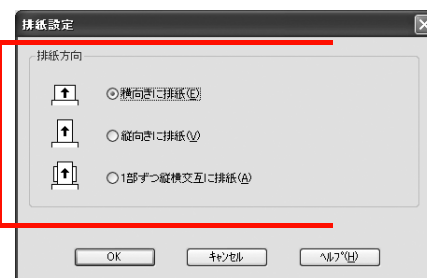 排紙設定
排紙方向
横向きに排紙(E)
縦向きに排紙(V)
1部ずつ縦横交互に排紙(A)
OK
キャンセル
ヘルプ(H)